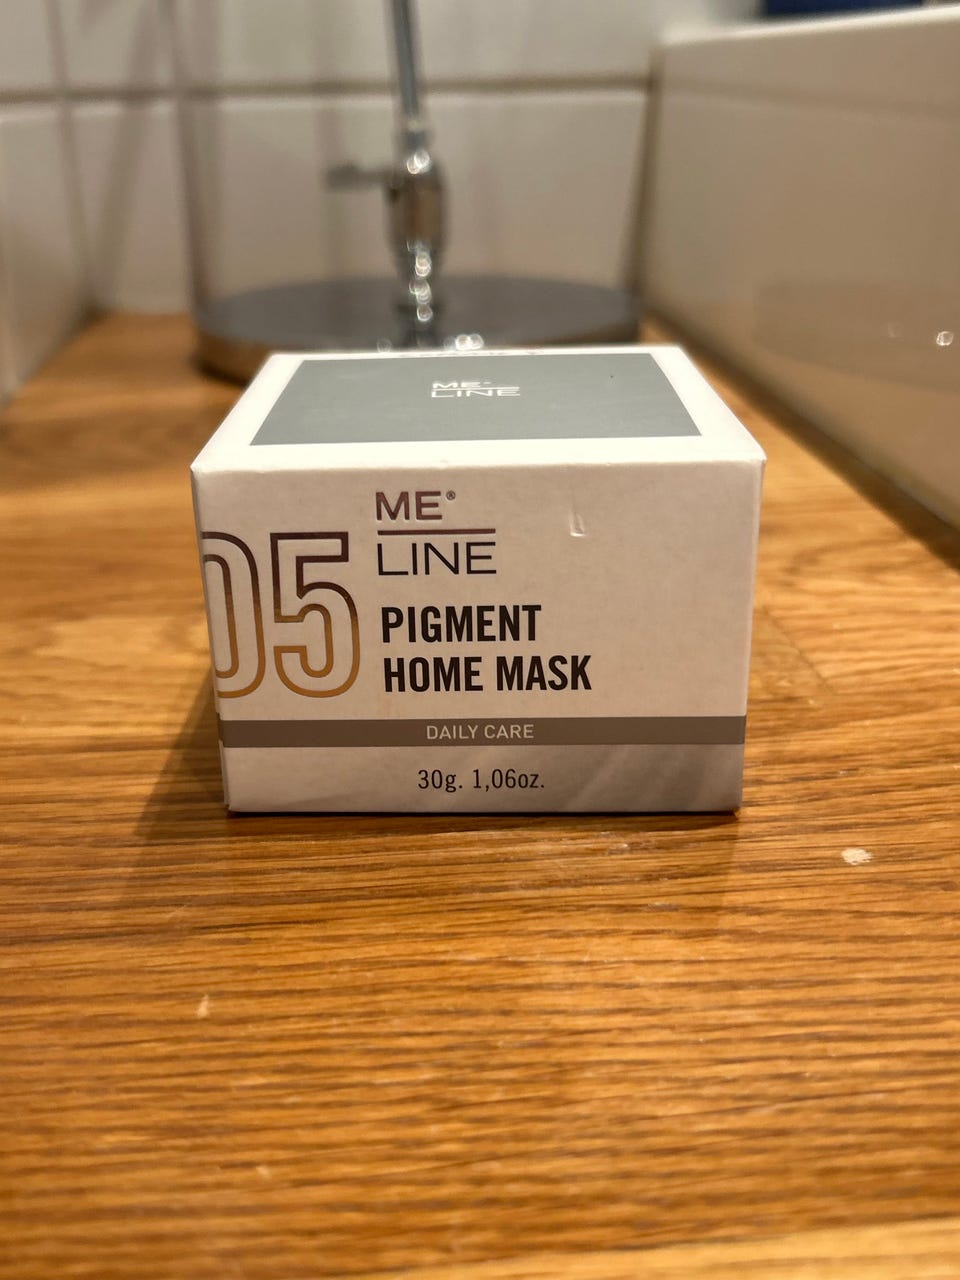 ME·
LINE
05
ME®
LINE
PIGMENT
HOME MASK
DAILY CARE
30g. 1,06oz.